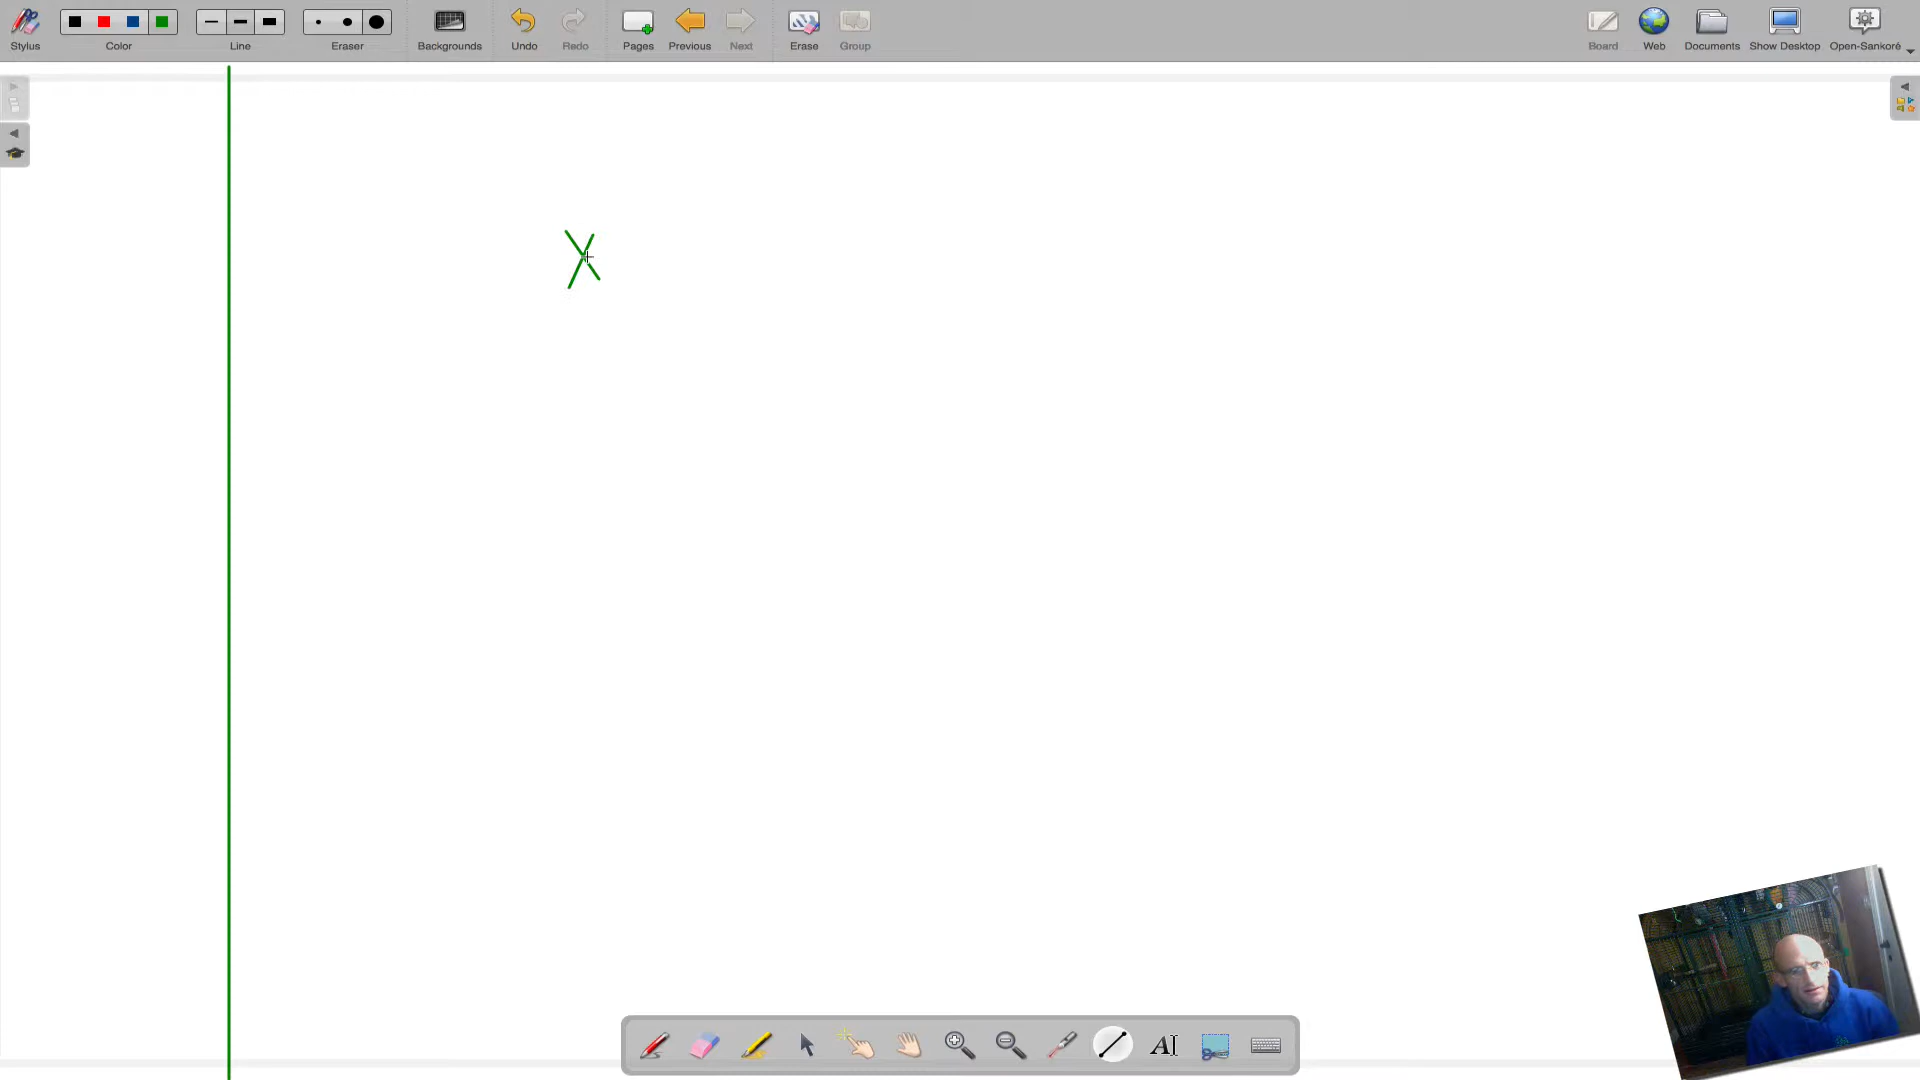 Stylus Color Line Eraser Backgrounds Undo Redo Pages Previous Next Erase Group Board Web Documents Show Desktop Open-Sankoré
X
AI